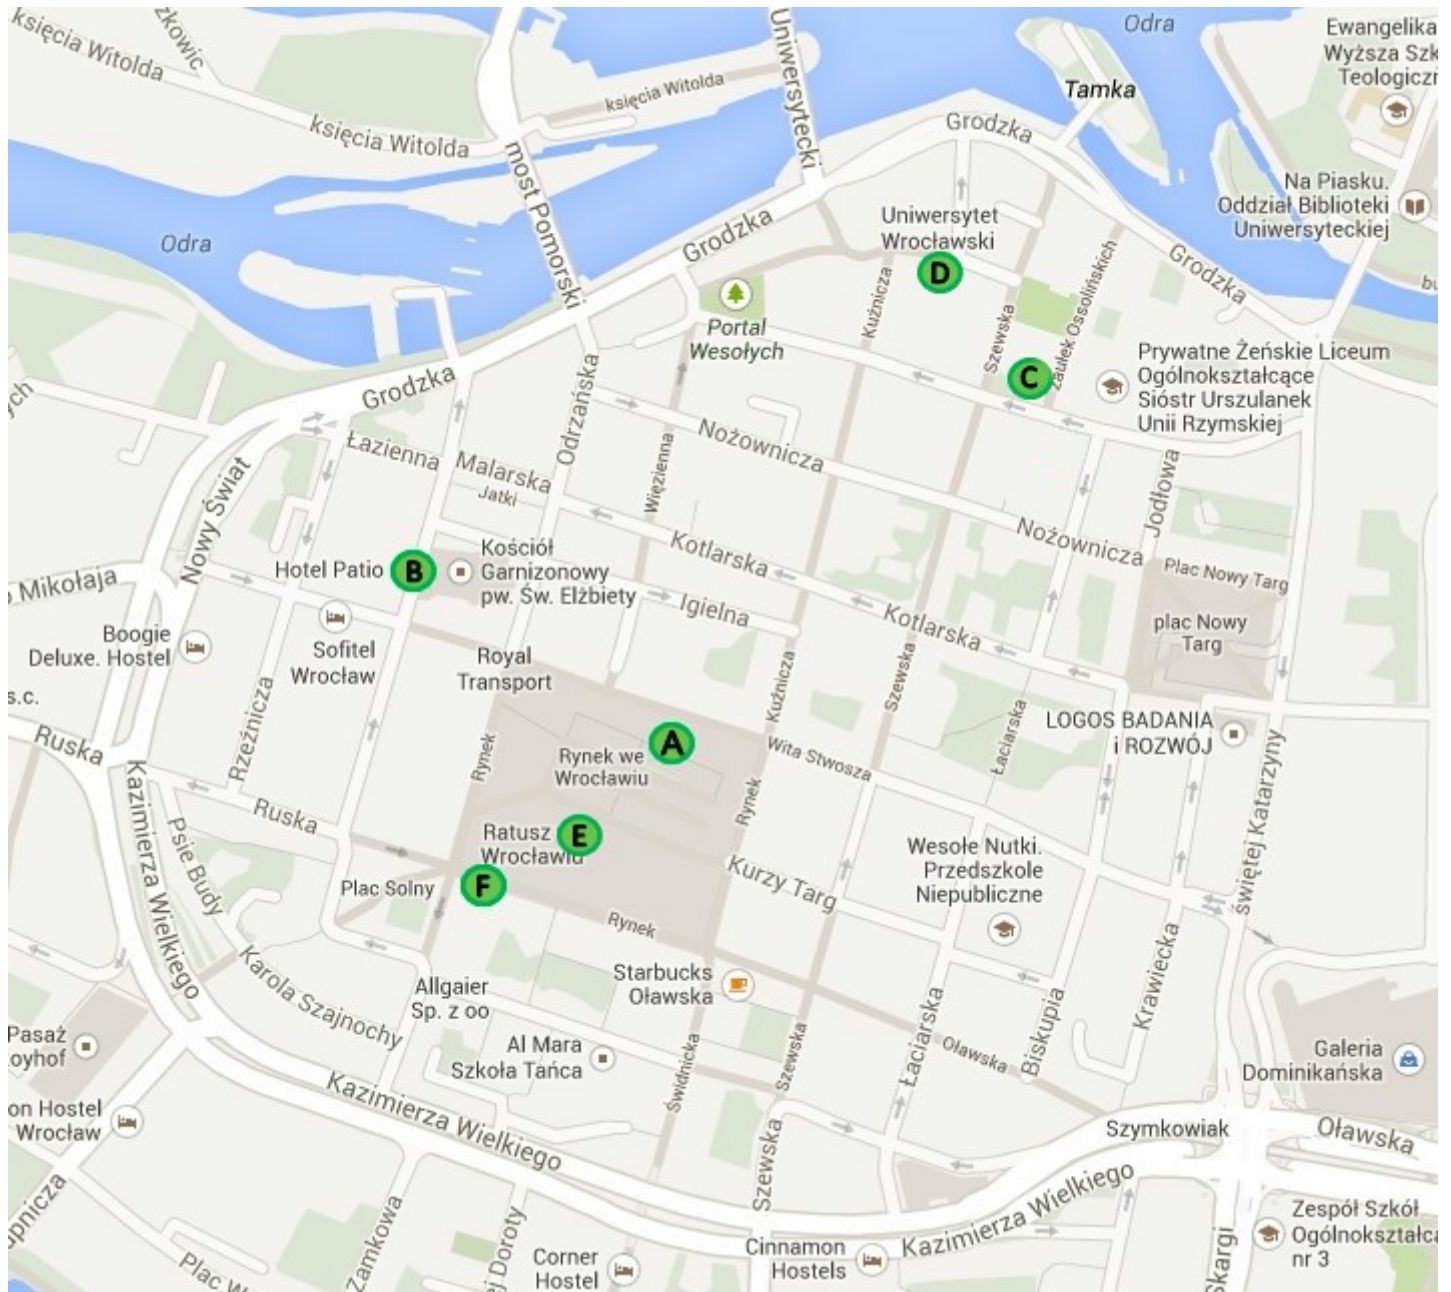 księcia Witolda
księcia Witolda
księcia Witolda
most Pomorski
Uniwersytecki
Odra
Tamka
Grodzka
Ewangelika
Wyższa Szk
Teologiczn
Na Piasku.
Oddział Biblioteki
Uniwersyteckiej
Odra
Grodzka
Uniwersytet
Wrocławski
D
Grodzka
Zaułek Ossolińskich
Kuźnicza
Szewska
Portal
Wesołych
C
Prywatne Żeńskie Liceum
Ogólnokształcące
Sióstr Urszulanek
Unii Rzymskiej
Grodzka
Nowy Świat
Łazienna
Malarska
Jatki
Odrzańska
Więzienna
Nożownicza
Nożownicza
Jodłowa
Plac Nowy Targ
plac Nowy
Targ
Mikołaja
Hotel Patio
B
Kościół
Garnizonowy
pw. Św. Elżbiety
Kotlarska
Kotlarska
Igielna
Boogie
Deluxe. Hostel
Sofitel
Wrocław
Royal
Transport
Kuźnicza
Szewska
Łaciarska
LOGOS BADANIA
i ROZWÓJ
s.c.
Ruska
Rzeźnicza
Rynek
Rynek we
Wrocławiu
A
Wita Stwosza
Rynek
świętej Katarzyny
Ruska
Psie Budy
Kazimierza Wielkiego
Ratusz
Wrocławiu
E
Plac Solny
F
Kurzy Targ
Wesołe Nutki.
Przedszkole
Niepubliczne
Rynek
Karola Szajnochy
Allgaier
Sp. z oo
Starbucks
Oławska
Łaciarska
Biskupia
Krawiecka
Oławska
Pasaż
oyhof
Al Mara
Szkoła Tańca
Świdnicka
Szewska
Galeria
Dominikańska
on Hostel
Wrocław
Kazimierza Wielkiego
Szewska
Szymkowiak
Oławska
Kazimierza Wielkiego
Zamkowa
Plac W
ej Doroty
Corner
Hostel
Cinnamon
Hostels
Skargi
Zespół Szkół
Ogólnokształcą
nr 3